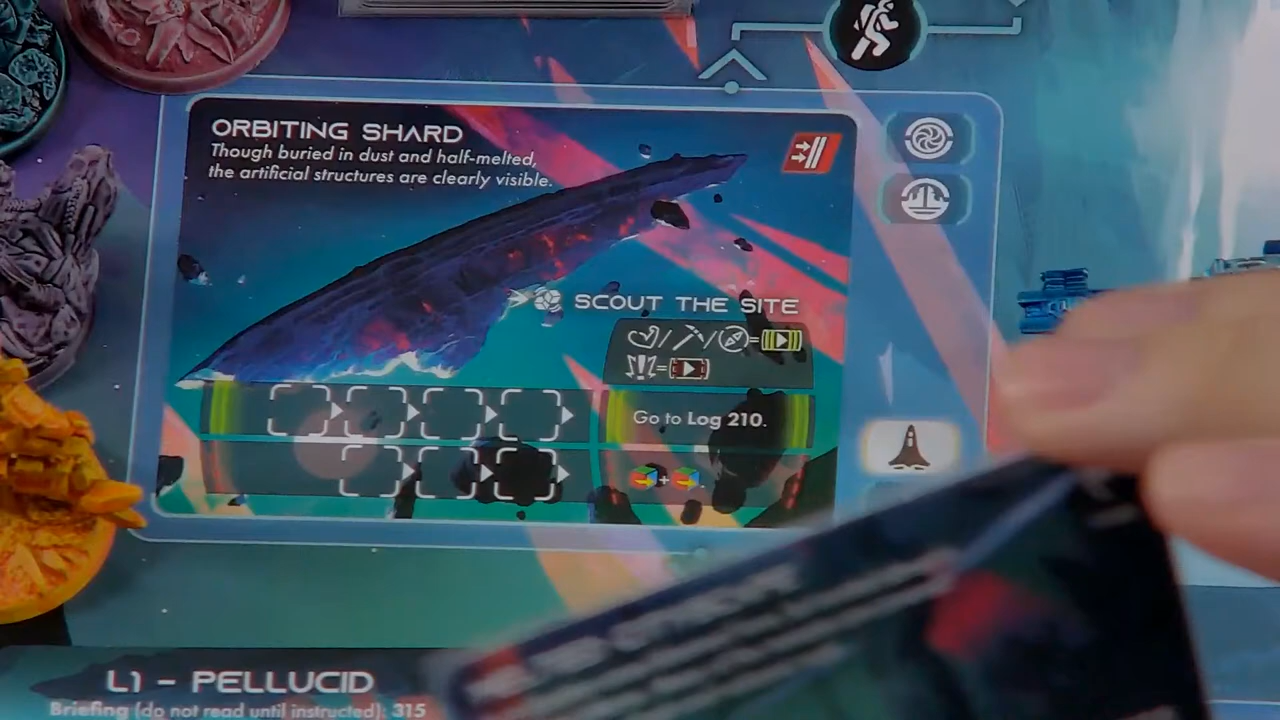 ORBITING SHARD
Though buried in dust and half-melted,
the artificial structures are clearly visible.
SCOUT THE SITE
Go to Log 210.
L1 – PELLUCID
Briefing (do not read until instructed): 315